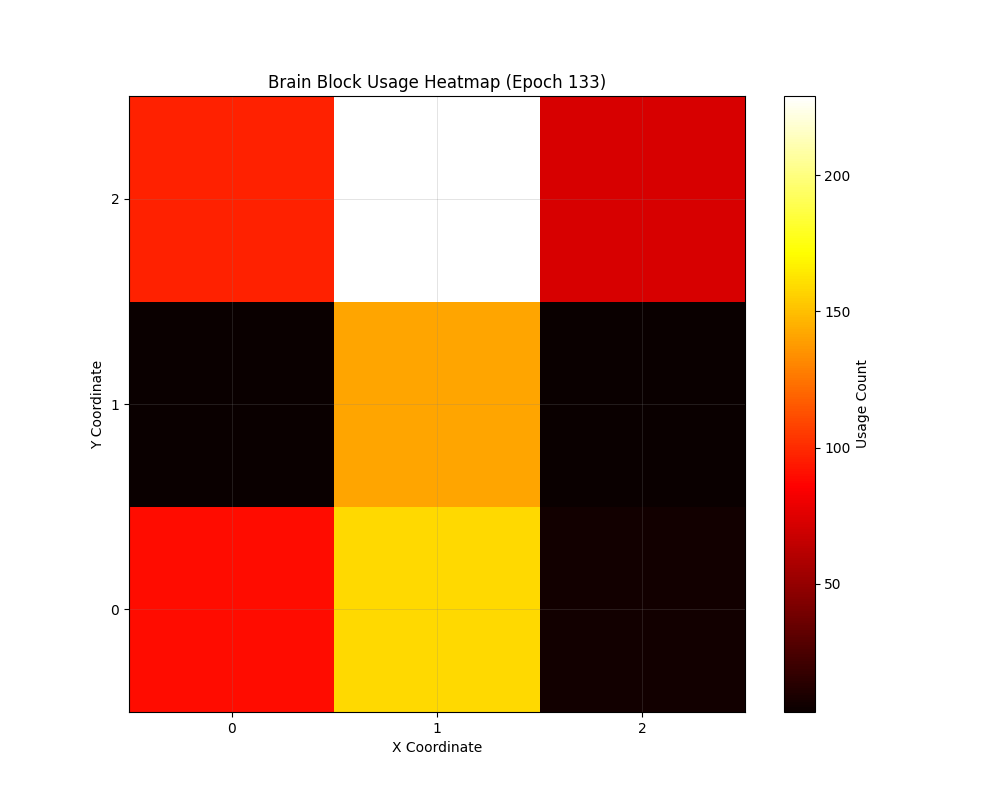 Brain Block Usage Heatmap (Epoch 133)
2
1
0
Y Coordinate
0 1 2
X Coordinate
200
150
100
50
Usage Count